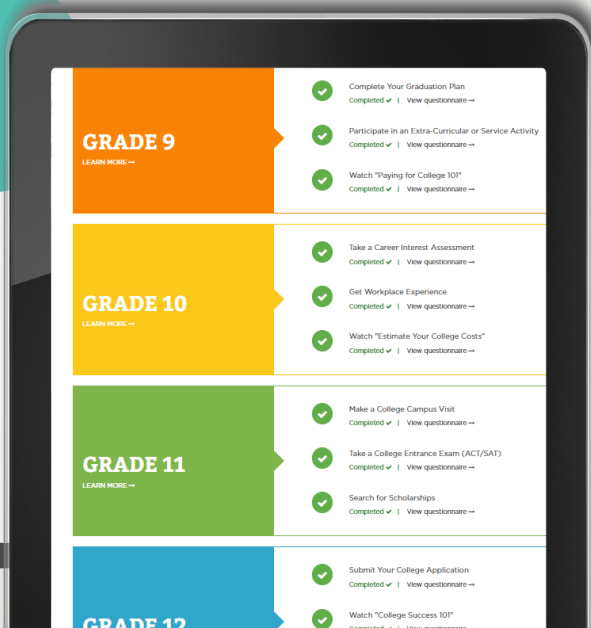 GRADE 9
LEARN MORE →
Complete Your Graduation Plan
Completed ✔ | View questionnaire →
Participate in an Extra-Curricular or Service Activity
Completed ✔ | View questionnaire →
Watch "Paying for College 101"
Completed ✔ | View questionnaire →
GRADE 10
LEARN MORE →
Take a Career Interest Assessment
Completed ✔ | View questionnaire →
Get Workplace Experience
Completed ✔ | View questionnaire →
Watch "Estimate Your College Costs"
Completed ✔ | View questionnaire →
GRADE 11
LEARN MORE →
Make a College Campus Visit
Completed ✔ | View questionnaire →
Take a College Entrance Exam (ACT/SAT)
Completed ✔ | View questionnaire →
Search for Scholarships
Completed ✔ | View questionnaire →
GRADE 12
Submit Your College Application
Completed ✔ | View questionnaire →
Watch "College Success 101"
Completed ✔ | View questionnaire →